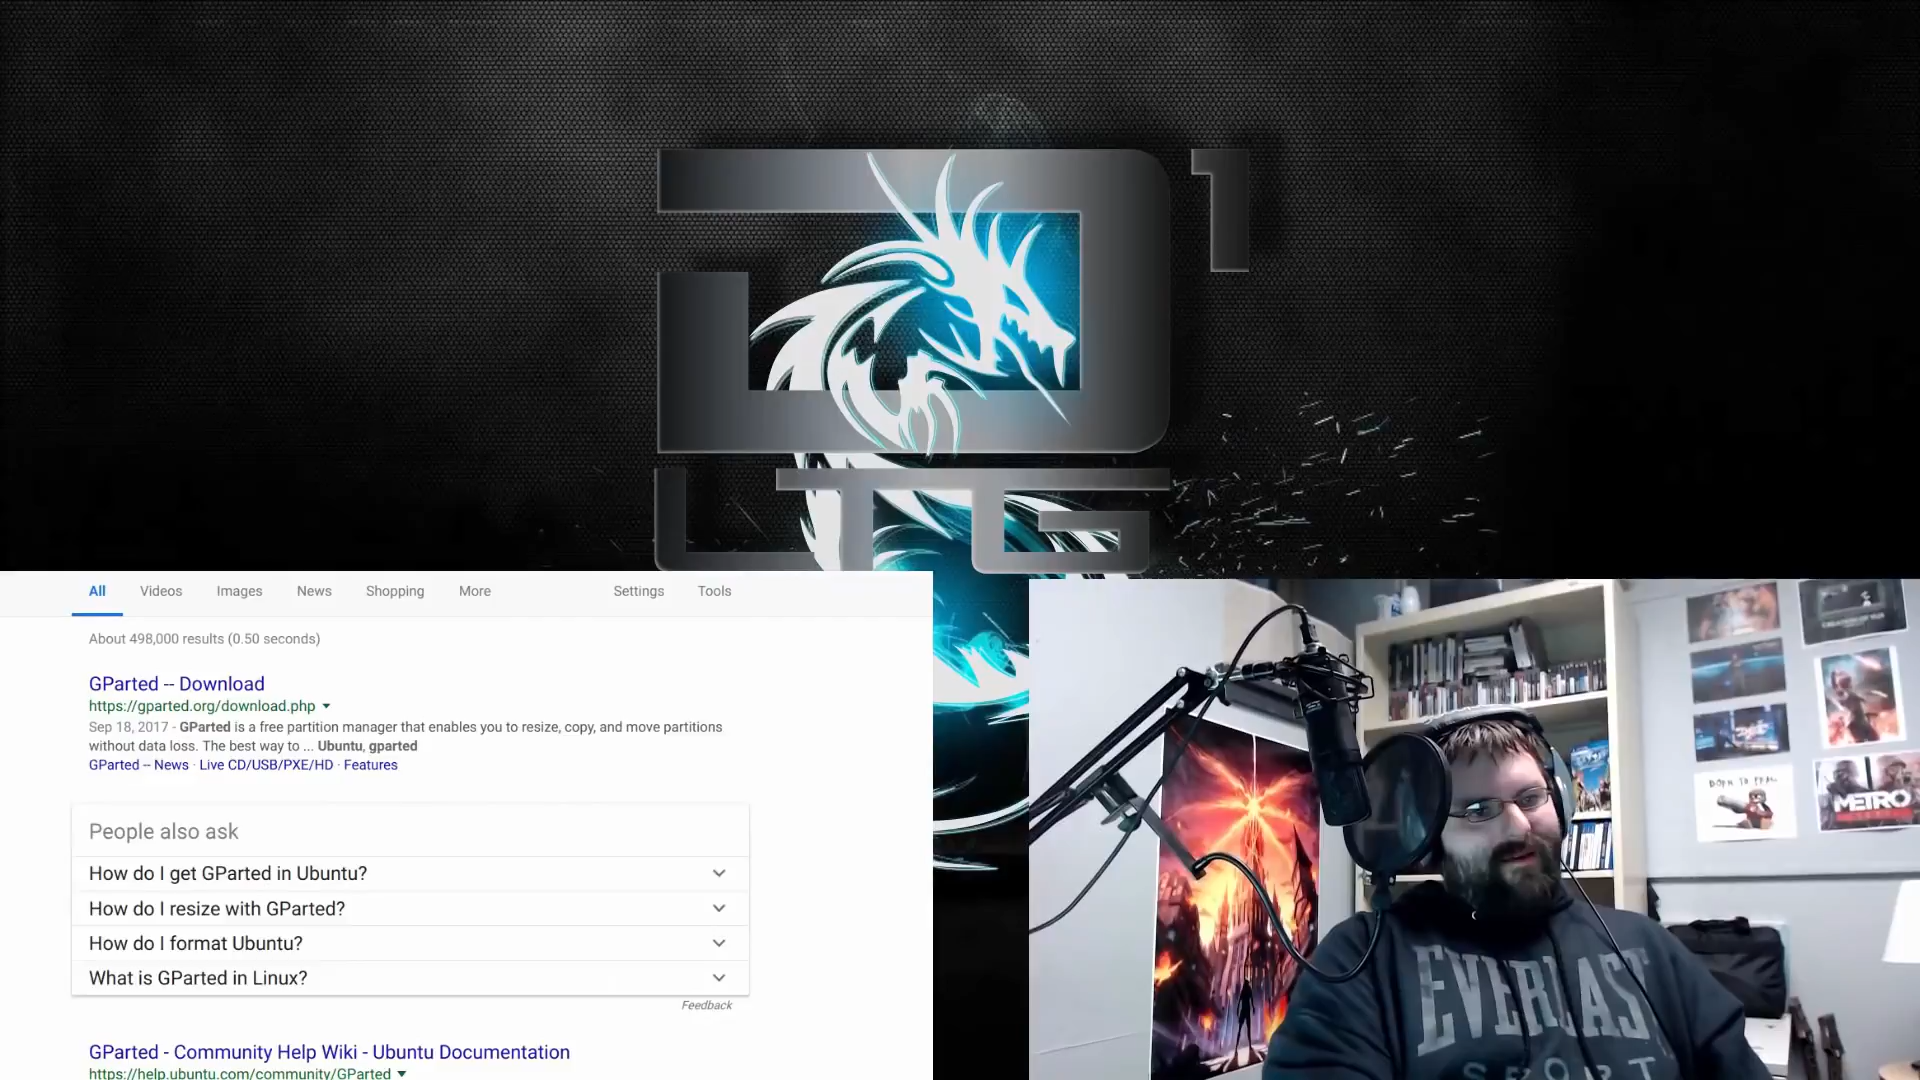 1
LTG
All Videos Images News Shopping More Settings Tools
About 498,000 results (0.50 seconds)
GParted -- Download
https://gparted.org/download.php
Sep 18, 2017 - GParted is a free partition manager that enables you to resize, copy, and move partitions
without data loss. The best way to ... Ubuntu, gparted
GParted -- News · Live CD/USB/PXE/HD · Features
People also ask
How do I get GParted in Ubuntu?
How do I resize with GParted?
How do I format Ubuntu?
What is GParted in Linux?
Feedback
GParted - Community Help Wiki - Ubuntu Documentation
https://help.ubuntu.com/community/GParted
METRO
EVERLAST
SPORT